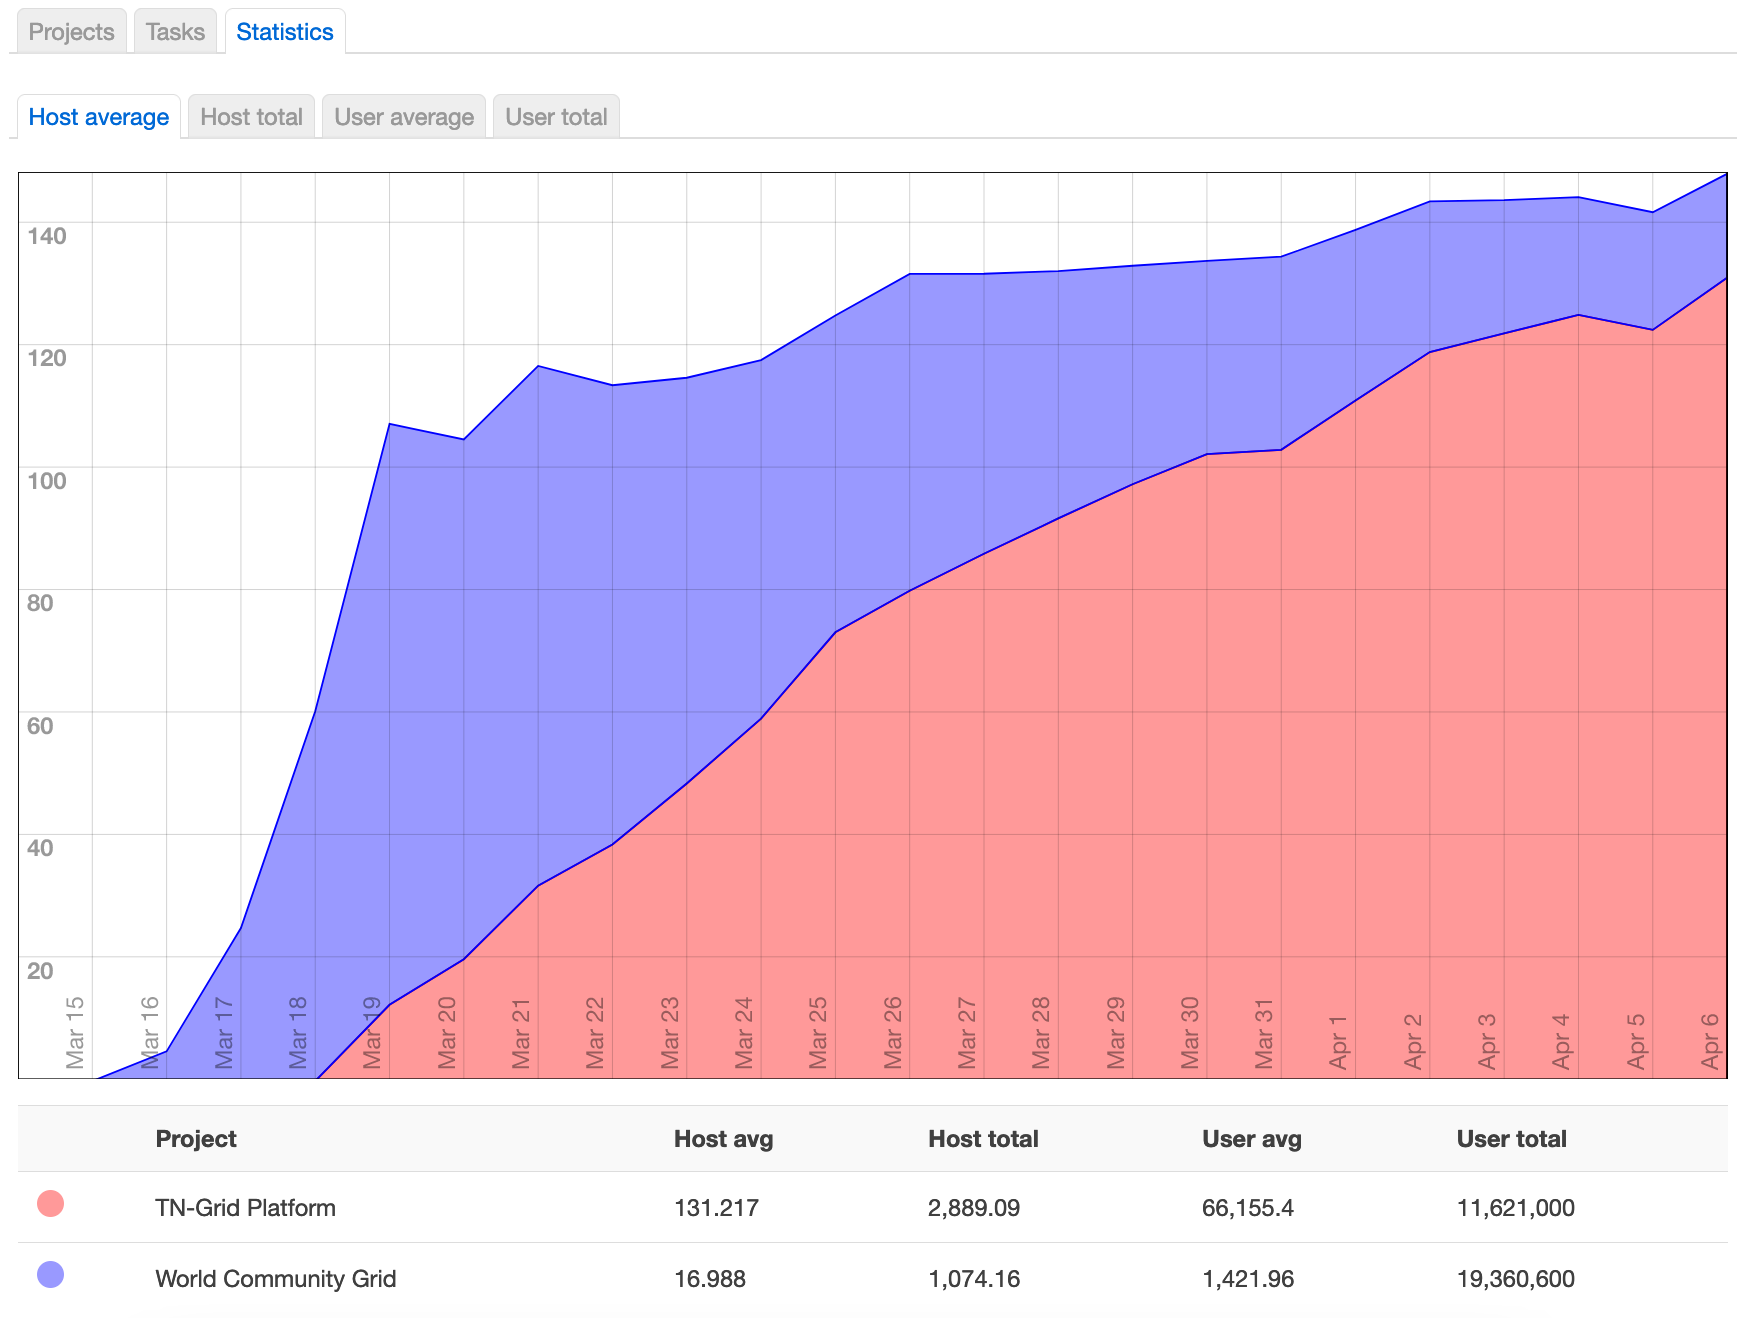 Projects Tasks Statistics
Host average Host total User average User total
140
120
100
80
60
40
20
Mar 15 Mar 16 Mar 17 Mar 18 Mar 19 Mar 20 Mar 21 Mar 22 Mar 23 Mar 24 Mar 25 Mar 26 Mar 27 Mar 28 Mar 29 Mar 30 Mar 31 Apr 1 Apr 2 Apr 3 Apr 4 Apr 5 Apr 6
Project Host avg Host total User avg User total
TN-Grid Platform 131.217 2,889.09 66,155.4 11,621,000
World Community Grid 16.988 1,074.16 1,421.96 19,360,600